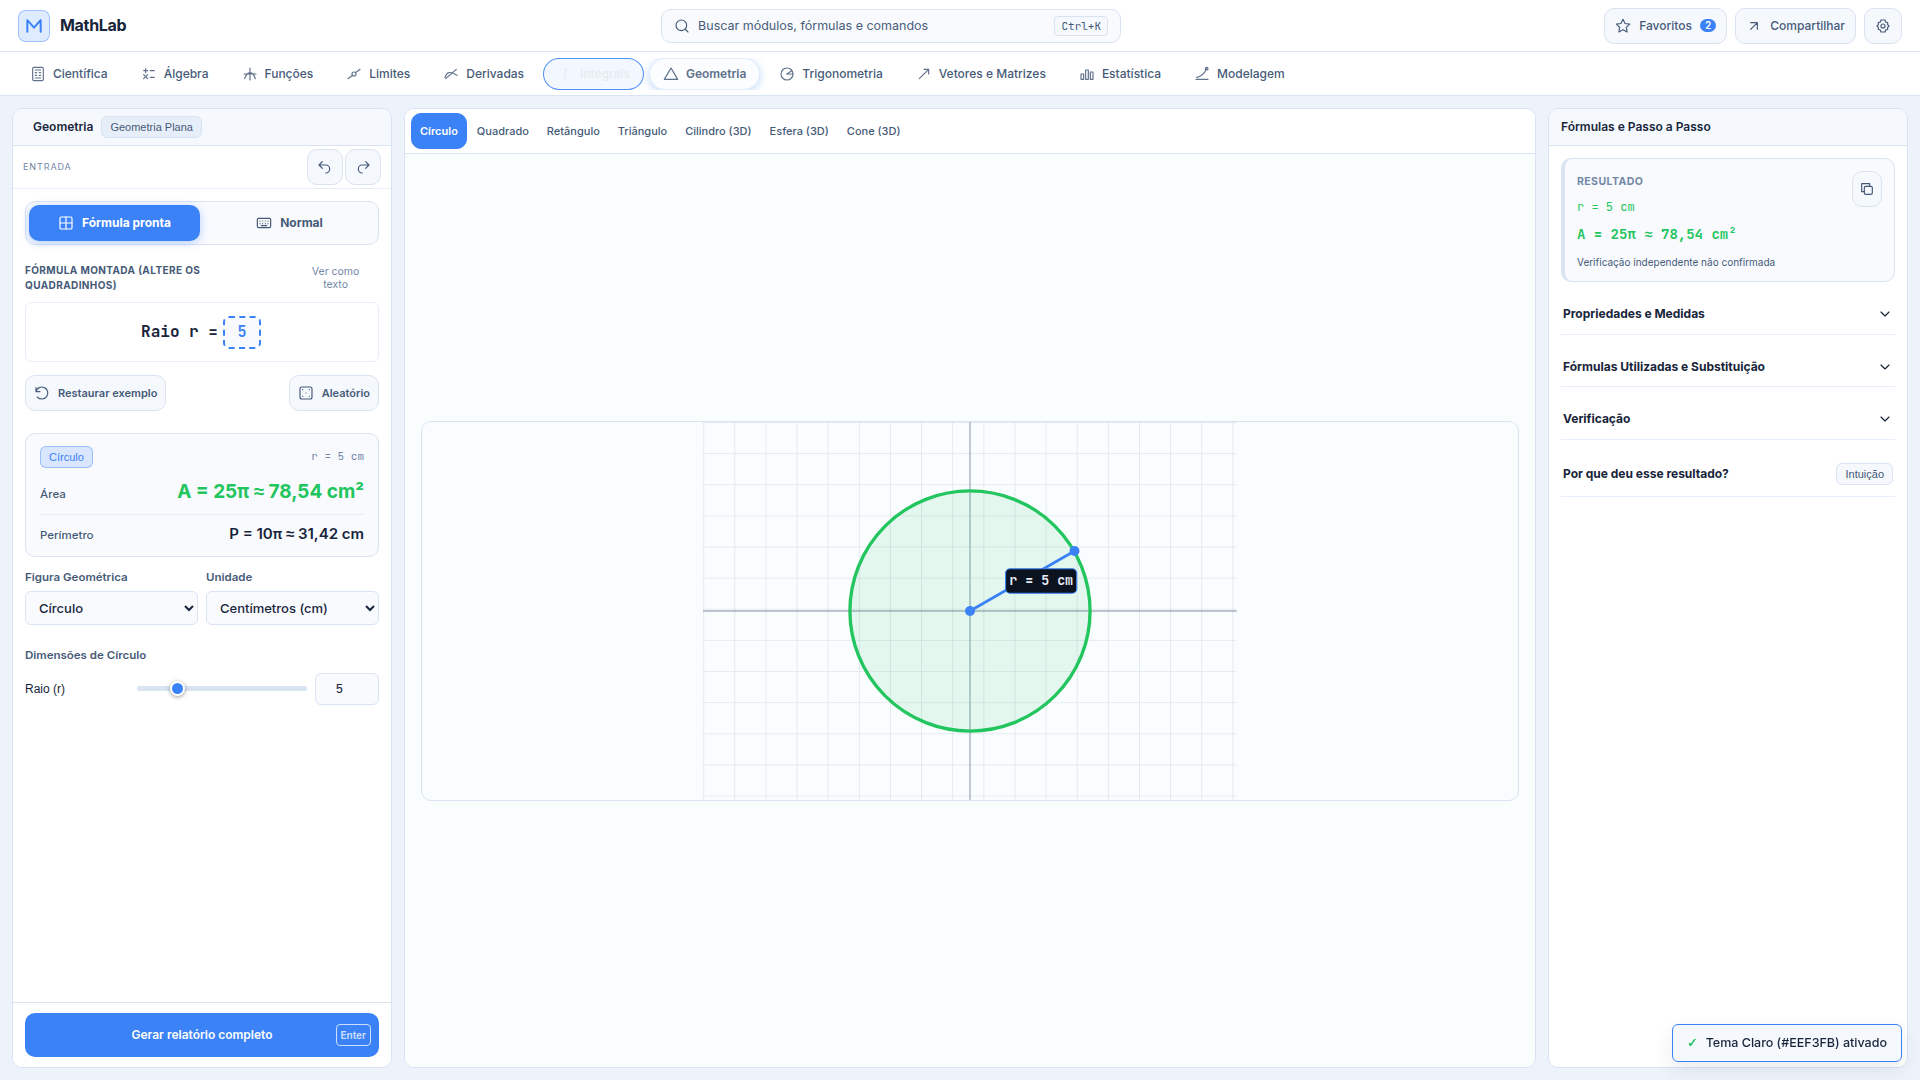 MathLab
Buscar módulos, fórmulas e comandos
Ctrl+K
Favoritos 2
Compartilhar
Científica
Álgebra
Funções
Limites
Derivadas
Integrais
Geometria
Trigonometria
Vetores e Matrizes
Estatística
Modelagem
Geometria
Geometria Plana
ENTRADA
Fórmula pronta
Normal
FÓRMULA MONTADA (ALTERE OS
QUADRADINHOS)
Ver como
texto
Raio r = 5
Restaurar exemplo
Aleatório
Círculo
r = 5 cm
Área
A = 25π ≈ 78,54 cm²
Perímetro
P = 10π ≈ 31,42 cm
Figura Geométrica
Unidade
Círculo
Centímetros (cm)
Dimensões de Círculo
Raio (r)
5
Gerar relatório completo
Enter
Círculo
Quadrado
Retângulo
Triângulo
Cilindro (3D)
Esfera (3D)
Cone (3D)
r = 5 cm
Fórmulas e Passo a Passo
RESULTADO
r = 5 cm
A = 25π ≈ 78,54 cm²
Verificação independente não confirmada
Propriedades e Medidas
Fórmulas Utilizadas e Substituição
Verificação
Por que deu esse resultado?
Intuição
✓ Tema Claro (#EEF3FB) ativado